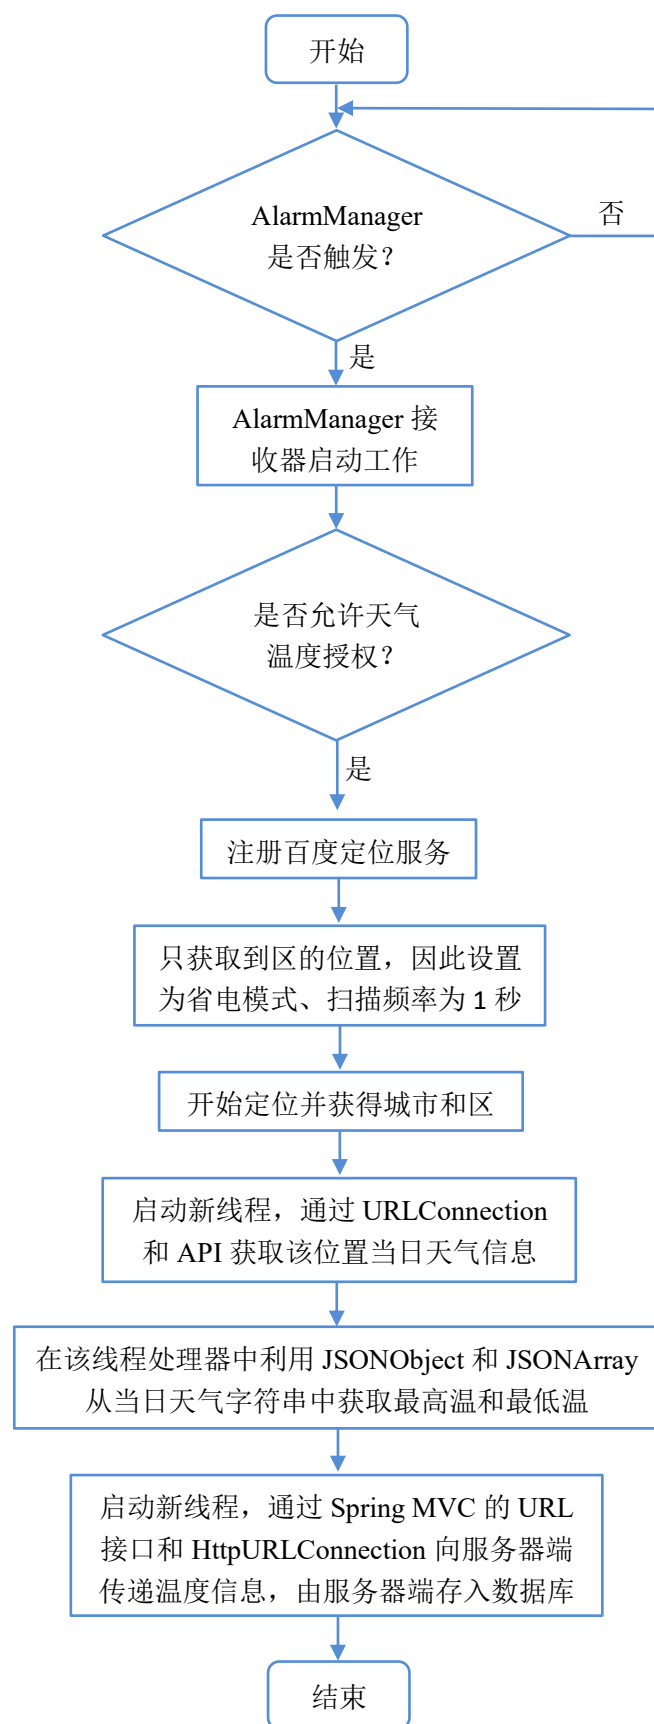 开始
AlarmManager
是否触发？
否
是
AlarmManager 接
收器启动工作
是否允许天气
温度授权？
是
注册百度定位服务
只获取到区的位置，因此设置
为省电模式、扫描频率为 1 秒
开始定位并获得城市和区
启动新线程，通过 URLConnection
和 API 获取该位置当日天气信息
在该线程处理器中利用 JSONObject 和 JSONArray
从当日天气字符串中获取最高温和最低温
启动新线程，通过 Spring MVC 的 URL
接口和 HttpURLConnection 向服务器端
传递温度信息，由服务器端存入数据库
结束